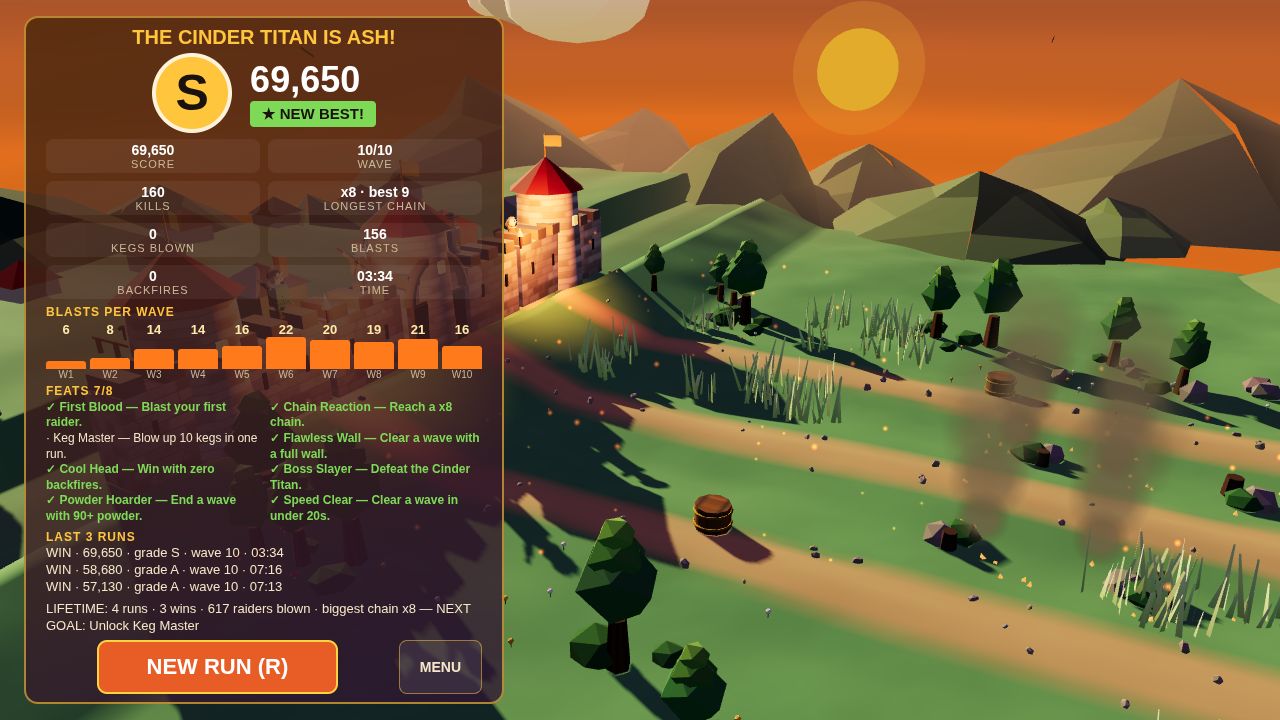 THE CINDER TITAN IS ASH!
S
69,650
★ NEW BEST!
69,650
SCORE
10/10
WAVE
160
KILLS
x8 · best 9
LONGEST CHAIN
0
KEGS BLOWN
156
BLASTS
0
BACKFIRES
03:34
TIME
BLASTS PER WAVE
6 8 14 14 16 22 20 19 21 16
W1 W2 W3 W4 W5 W6 W7 W8 W9 W10
FEATS 7/8
✓ First Blood — Blast your first
raider.
✓ Chain Reaction — Reach a x8
chain.
· Keg Master — Blow up 10 kegs in one
run.
✓ Flawless Wall — Clear a wave with
a full wall.
✓ Cool Head — Win with zero
backfires.
✓ Boss Slayer — Defeat the Cinder
Titan.
✓ Powder Hoarder — End a wave
with 90+ powder.
✓ Speed Clear — Clear a wave in
under 20s.
LAST 3 RUNS
WIN · 69,650 · grade S · wave 10 · 03:34
WIN · 58,680 · grade A · wave 10 · 07:16
WIN · 57,130 · grade A · wave 10 · 07:13
LIFETIME: 4 runs · 3 wins · 617 raiders blown · biggest chain x8 — NEXT
GOAL: Unlock Keg Master
NEW RUN (R)
MENU